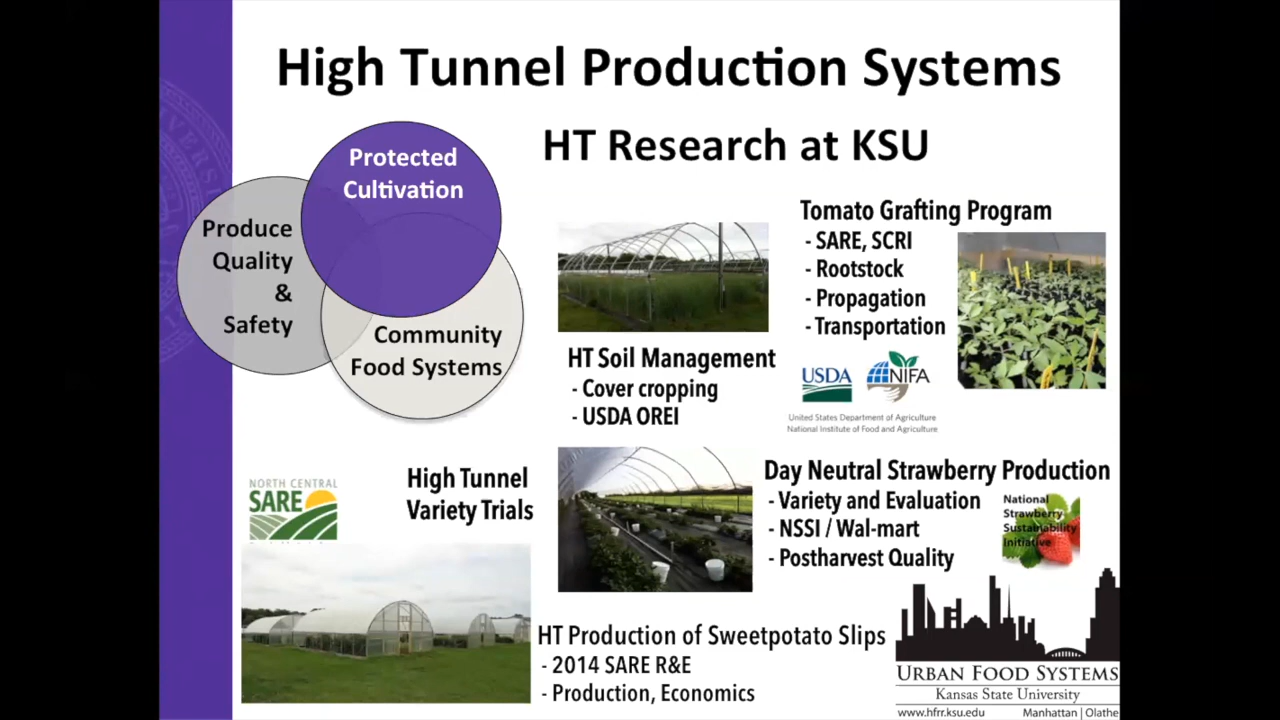 High Tunnel Production Systems
HT Research at KSU
Protected
Cultivation
Produce
Quality
&
Safety
Community
Food Systems
Tomato Grafting Program
- SARE, SCRI
- Rootstock
- Propagation
- Transportation
USDA
NIFA
United States Department of Agriculture
National Institute of Food and Agriculture
HT Soil Management
- Cover cropping
- USDA OREI
NORTH CENTRAL
SARE
High Tunnel
Variety Trials
Day Neutral Strawberry Production
- Variety and Evaluation
- NSSI / Wal-mart
- Postharvest Quality
National
Strawberry
Sustainability
Initiative
HT Production of Sweetpotato Slips
- 2014 SARE R&E
- Production, Economics
URBAN FOOD SYSTEMS
Kansas State University
www.hfrr.ksu.edu Manhattan | Olathe